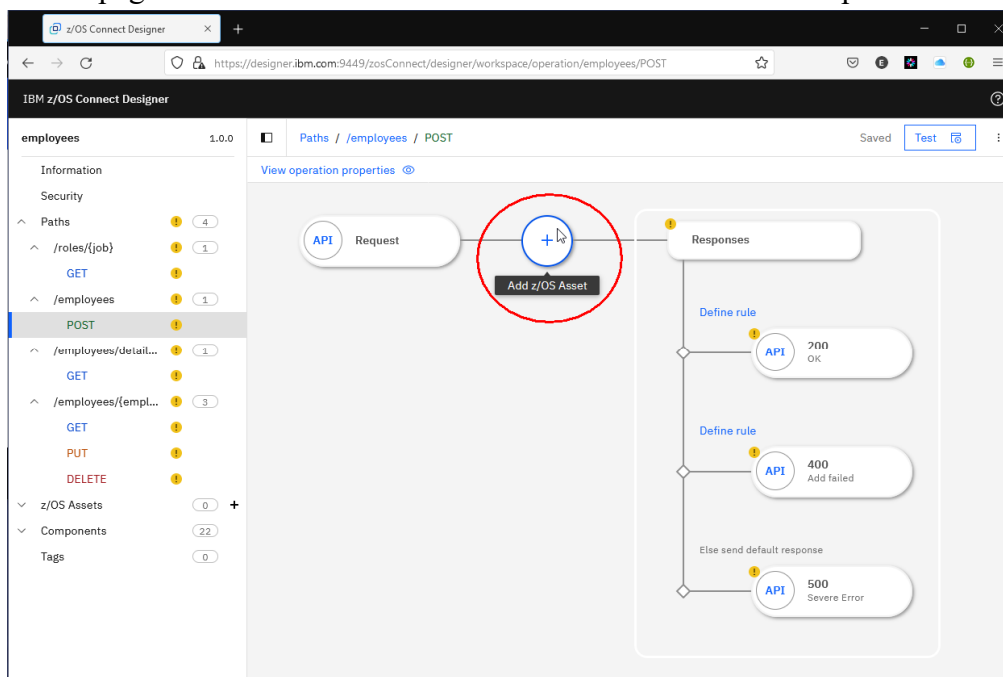 z/OS Connect Designer
https://designer.ibm.com:9449/zosConnect/designer/workspace/operation/employees/POST
IBM z/OS Connect Designer
employees 1.0.0
Paths / /employees / POST
Saved
Test
Information
View operation properties
Security
Paths 4
/roles/{job} 1
GET
/employees 1
POST
/employees/detail... 1
GET
/employees/{empl... 3
GET
PUT
DELETE
z/OS Assets 0 +
Components 22
Tags 0
API Request
Add z/OS Asset
Responses
Define rule
API 200
OK
Define rule
API 400
Add failed
Else send default response
API 500
Severe Error